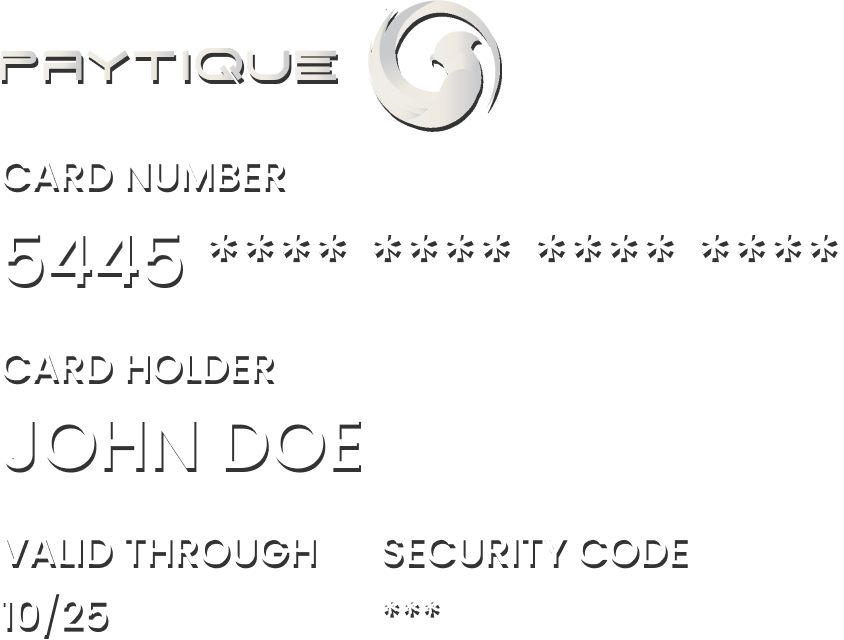 PAYTIQUE
CARD NUMBER
5445 **** **** **** ****
CARD HOLDER
JOHN DOE
VALID THROUGH SECURITY CODE
10/25 ***